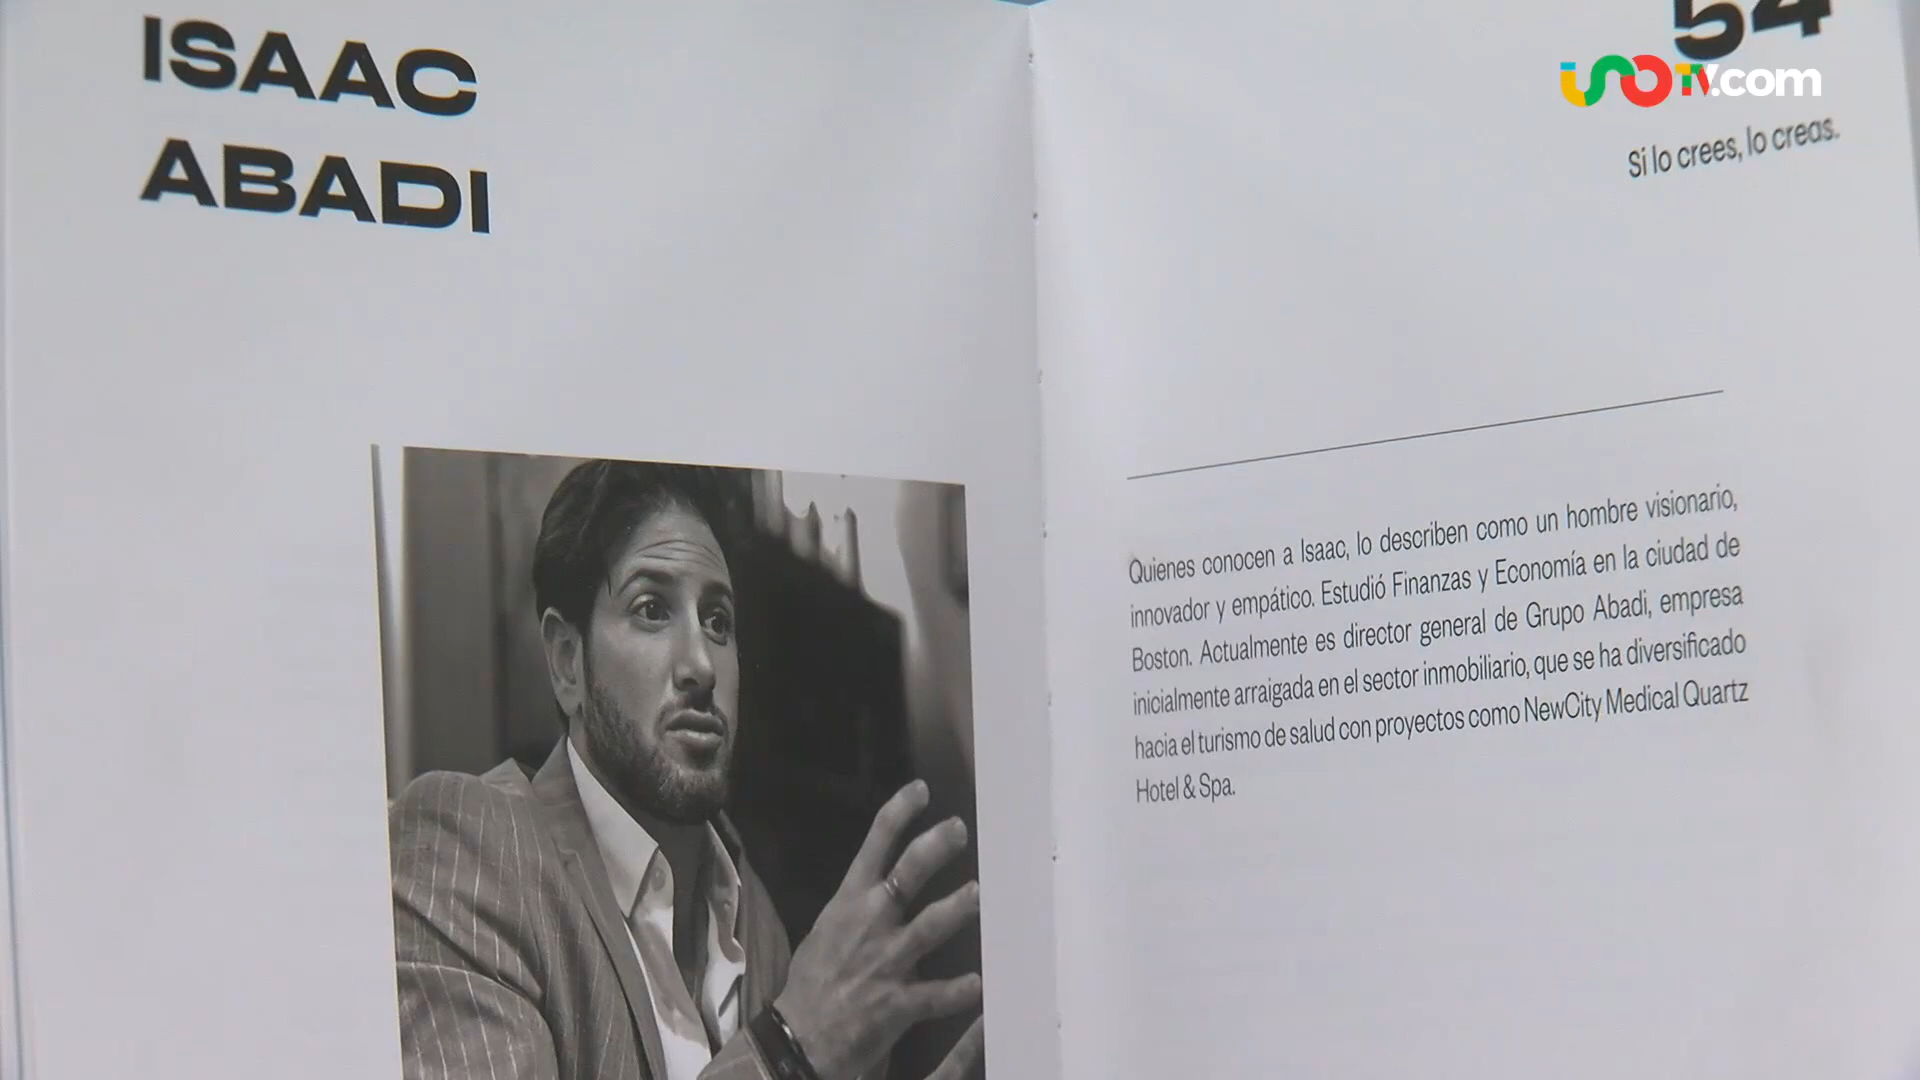 ISAAC
ABADI
54
unoTV.com
Si lo crees, lo creas.
Quienes conocen a Isaac, lo describen como un hombre visionario,
innovador y empático. Estudió Finanzas y Economía en la ciudad de
Boston. Actualmente es director general de Grupo Abadi, empresa
inicialmente arraigada en el sector inmobiliario, que se ha diversificado
hacia el turismo de salud con proyectos como NewCity Medical Quartz
Hotel & Spa.